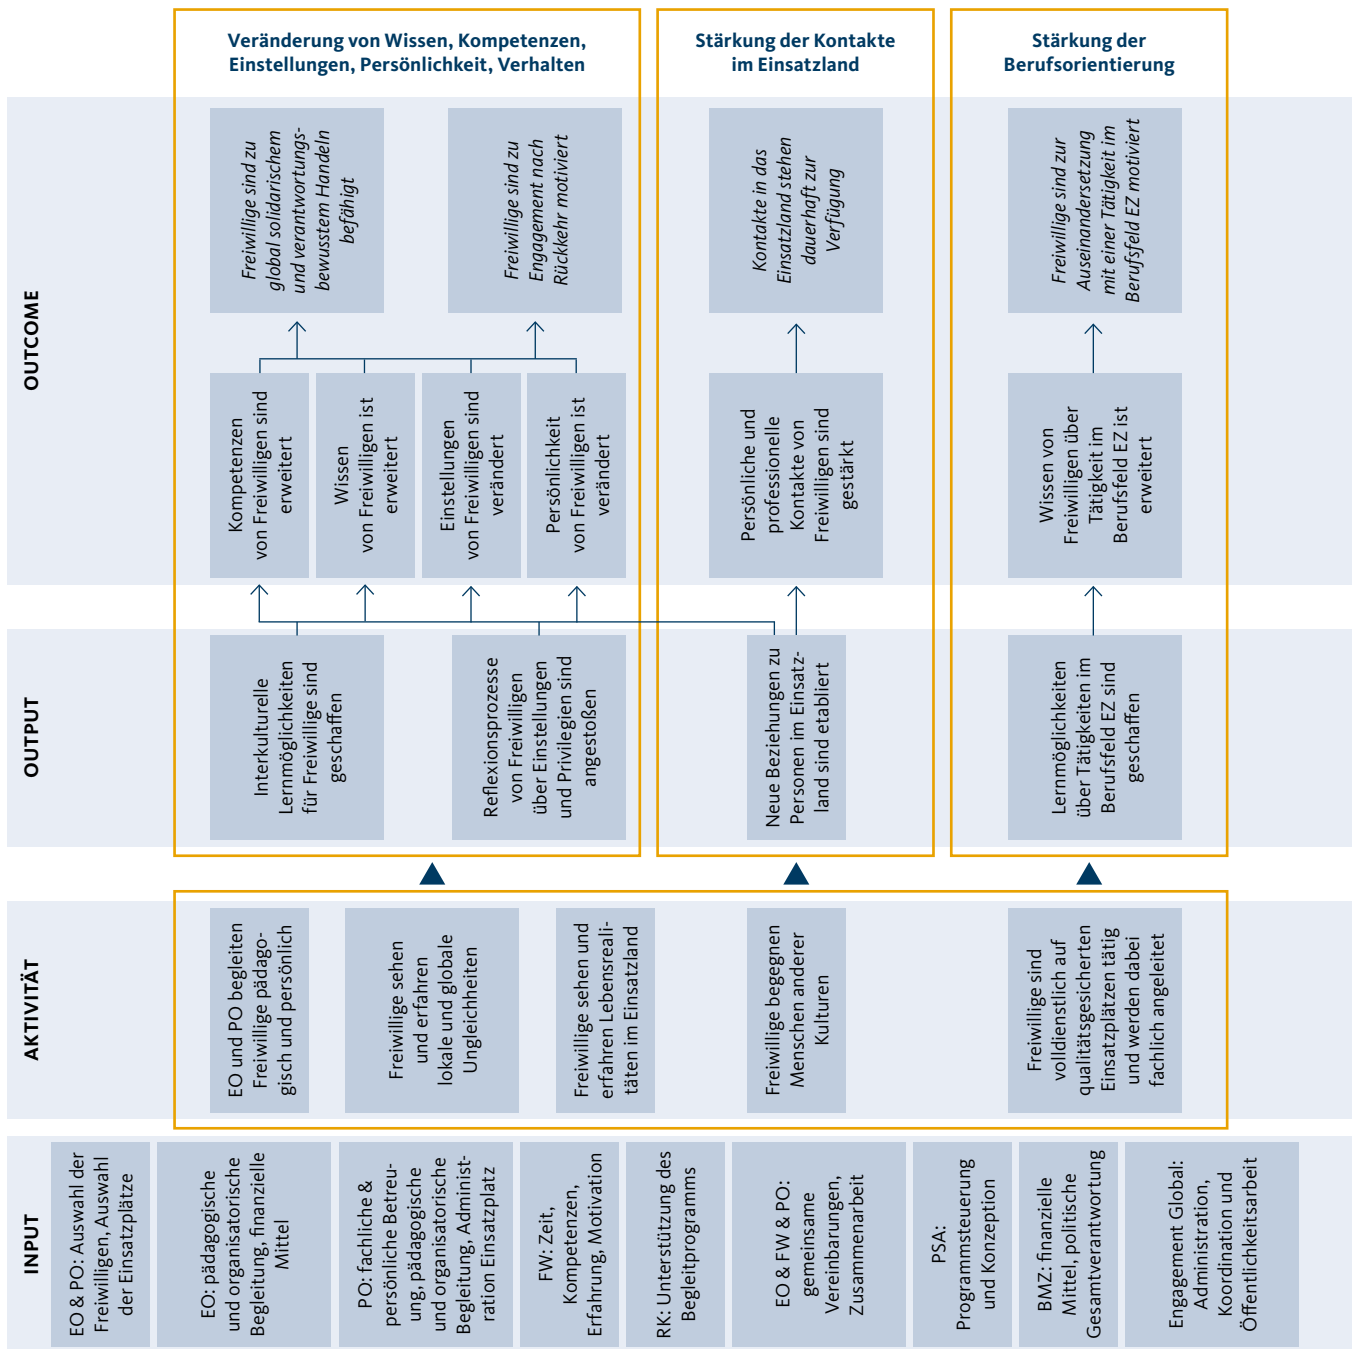 Veränderung von Wissen, Kompetenzen,
Einstellungen, Persönlichkeit, Verhalten
Stärkung der Kontakte
im Einsatzland
Stärkung der
Berufsorientierung
OUTCOME
Freiwillige sind zu
global solidarischem
und verantwortungs-
bewusstem Handeln
befähigt
Freiwillige sind zu
Engagement nach
Rückkehr motiviert
Kontakte in das
Einsatzland stehen
dauerhaft zur
Verfügung
Freiwillige sind zur
Auseinandersetzung
mit einer Tätigkeit im
Berufsfeld EZ motiviert
Kompetenzen
von Freiwilligen sind
erweitert
Wissen
von Freiwilligen ist
erweitert
Einstellungen
von Freiwilligen sind
verändert
Persönlichkeit
von Freiwilligen ist
verändert
Persönliche und
professionelle
Kontakte von
Freiwilligen sind
gestärkt
Wissen von
Freiwilligen über
Tätigkeit im
Berufsfeld EZ ist
erweitert
OUTPUT
Interkulturelle
Lernmöglichkeiten
für Freiwillige sind
geschaffen
Reflexionsprozesse
von Freiwilligen
über Einstellungen
und Privilegien sind
angestoßen
Neue Beziehungen zu
Personen im Einsatz-
land sind etabliert
Lernmöglichkeiten
über Tätigkeiten im
Berufsfeld EZ sind
geschaffen
AKTIVITÄT
EO und PO begleiten
Freiwillige pädago-
gisch und persönlich
Freiwillige sehen
und erfahren
lokale und globale
Ungleichheiten
Freiwillige sehen und
erfahren Lebensreali-
täten im Einsatzland
Freiwillige begegnen
Menschen anderer
Kulturen
Freiwillige sind
volldienstlich auf
qualitätsgesicherten
Einsatzplätzen tätig
und werden dabei
fachlich angeleitet
INPUT
EO & PO: Auswahl der
Freiwilligen, Auswahl
der Einsatzplätze
EO: pädagogische
und organisatorische
Begleitung, finanzielle
Mittel
PO: fachliche &
persönliche Betreu-
ung, pädagogische
und organisatorische
Begleitung, Administ-
ration Einsatzplatz
FW: Zeit,
Kompetenzen,
Erfahrung, Motivation
RK: Unterstützung des
Begleitprogramms
EO & FW & PO:
gemeinsame
Vereinbarungen,
Zusammenarbeit
PSA:
Programmsteuerung
und Konzeption
BMZ: finanzielle
Mittel, politische
Gesamtverantwortung
Engagement Global:
Administration,
Koordination und
Öffentlichkeitsarbeit